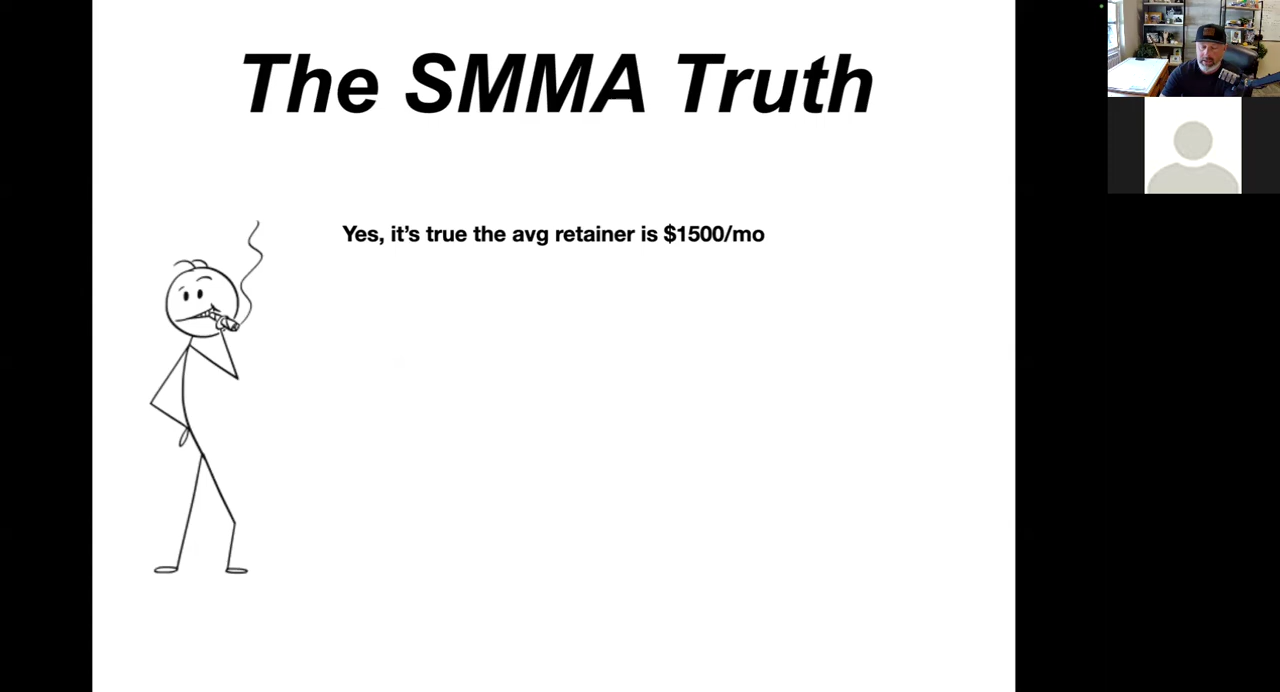 The SMMA Truth
Yes, it’s true the avg retainer is $1500/mo